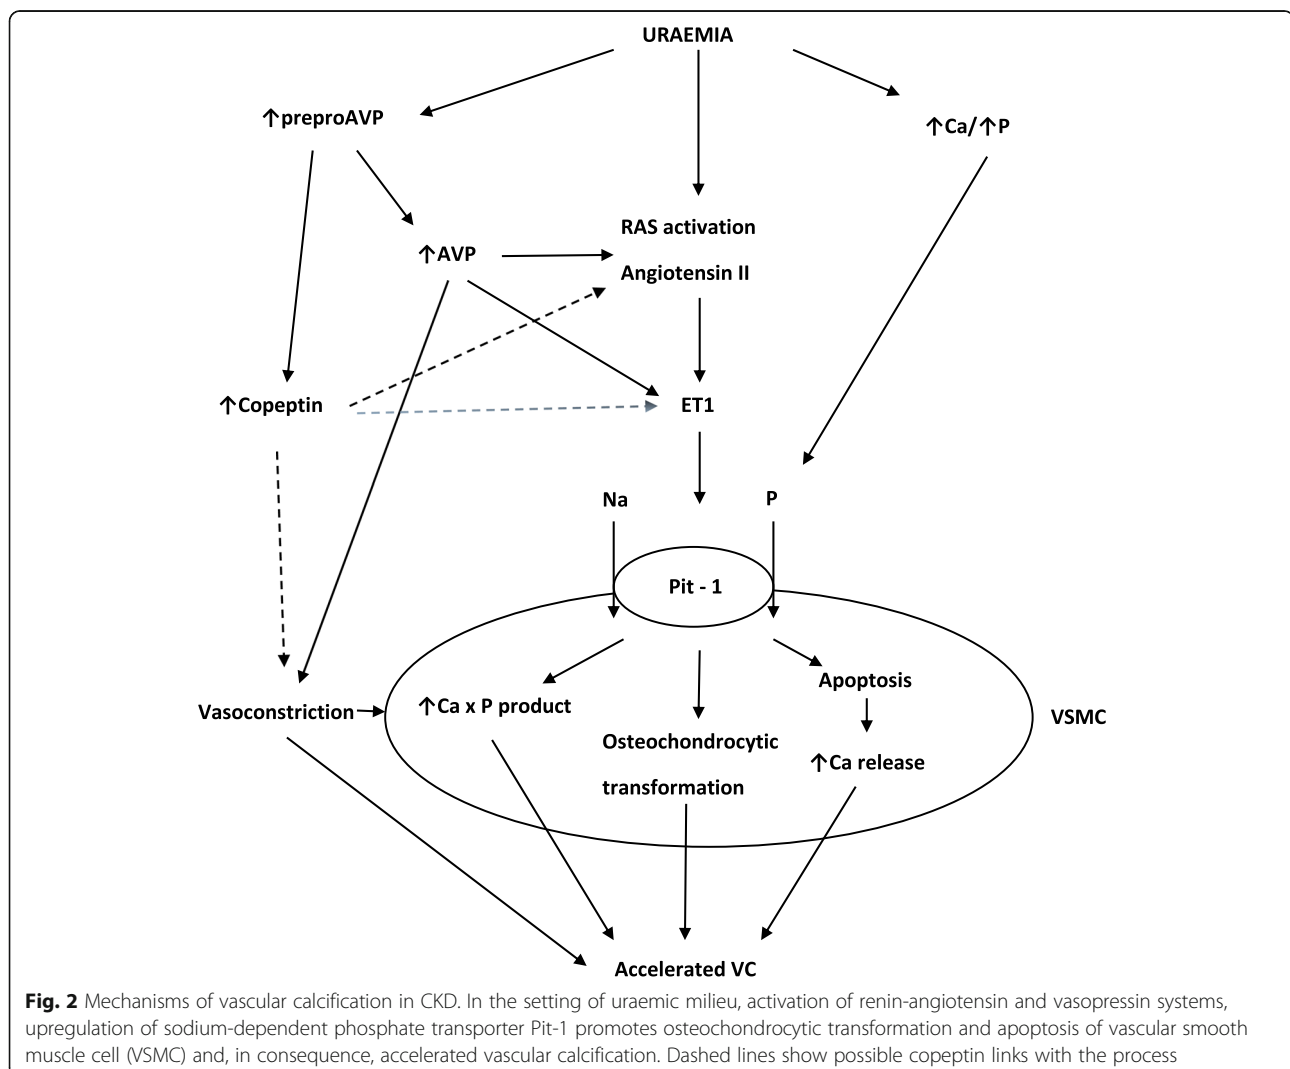 URAEMIA
↑preproAVP
↑Ca/↑P
RAS activation
↑AVP
Angiotensin II
↑Copeptin
ET1
Na
P
Pit - 1
Apoptosis
Vasoconstriction
↑Ca x P product
VSMC
Osteochondrocytic
↑Ca release
transformation
Accelerated VC
Fig. 2 Mechanisms of vascular calcification in CKD. In the setting of uraemic milieu, activation of renin-angiotensin and vasopressin systems,
upregulation of sodium-dependent phosphate transporter Pit-1 promotes osteochondrocytic transformation and apoptosis of vascular smooth
muscle cell (VSMC) and, in consequence, accelerated vascular calcification. Dashed lines show possible copeptin links with the process